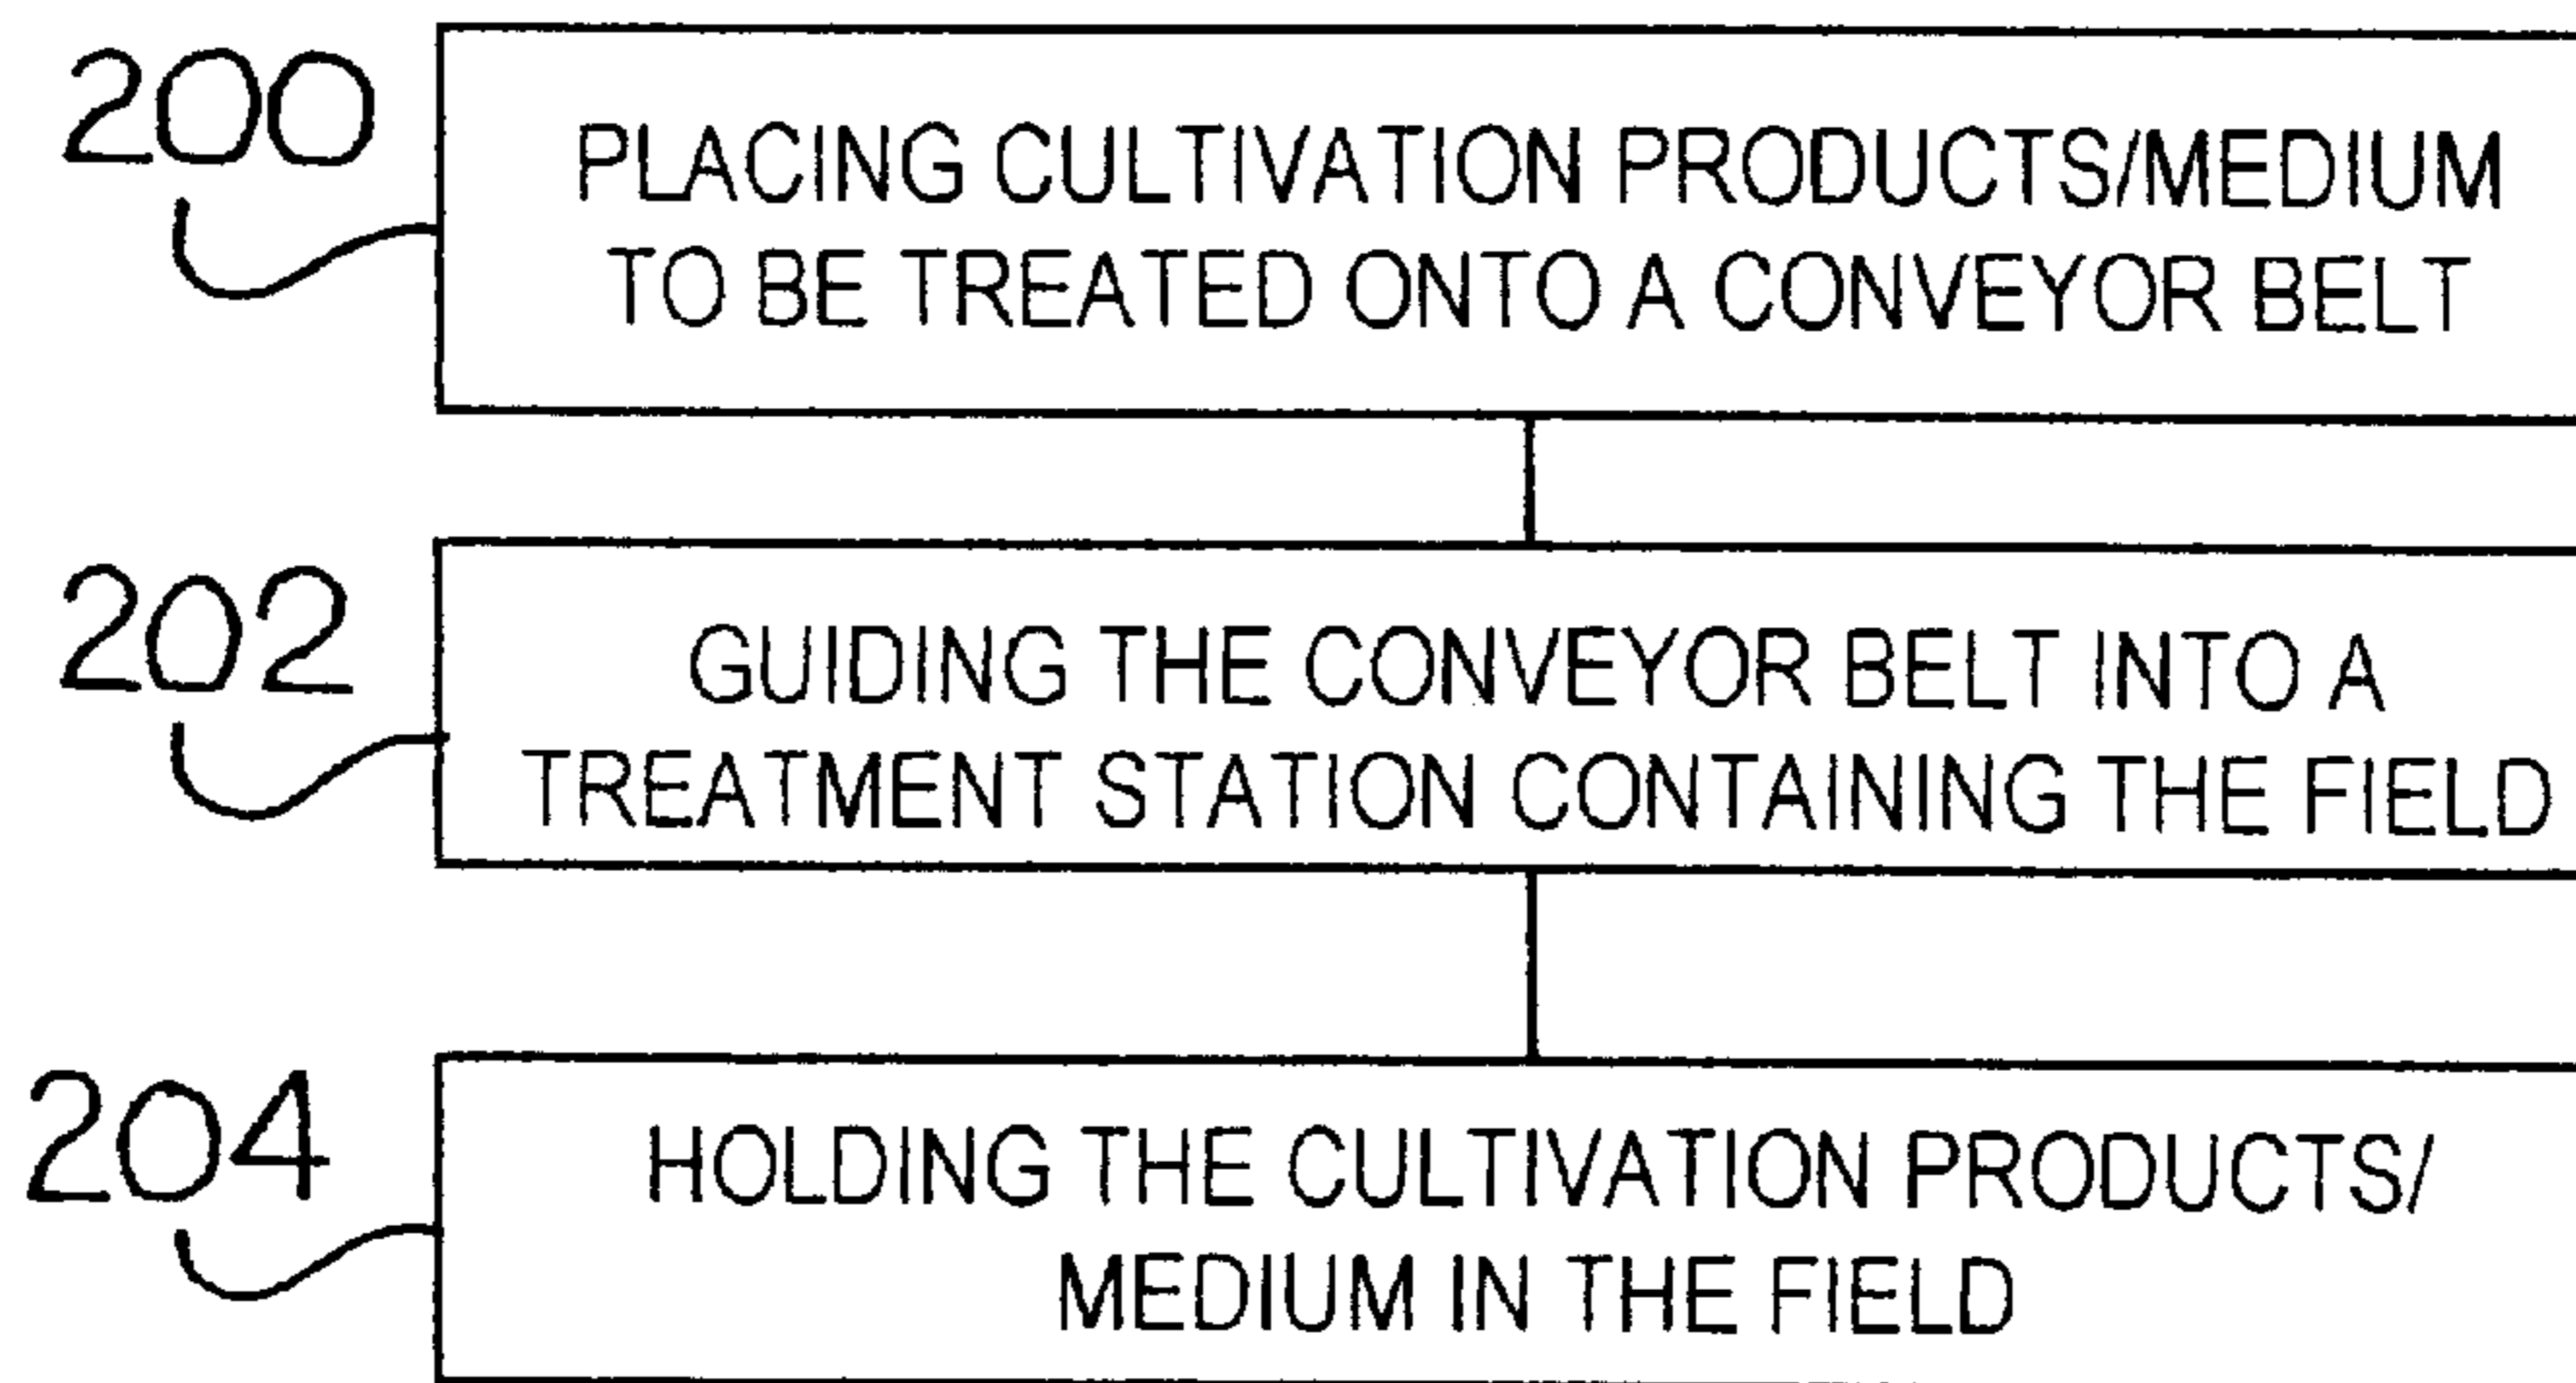 200
PLACING CULTIVATION PRODUCTS/MEDIUM
TO BE TREATED ONTO A CONVEYOR BELT
202
GUIDING THE CONVEYOR BELT INTO A
TREATMENT STATION CONTAINING THE FIELD
204
HOLDING THE CULTIVATION PRODUCTS/
MEDIUM IN THE FIELD